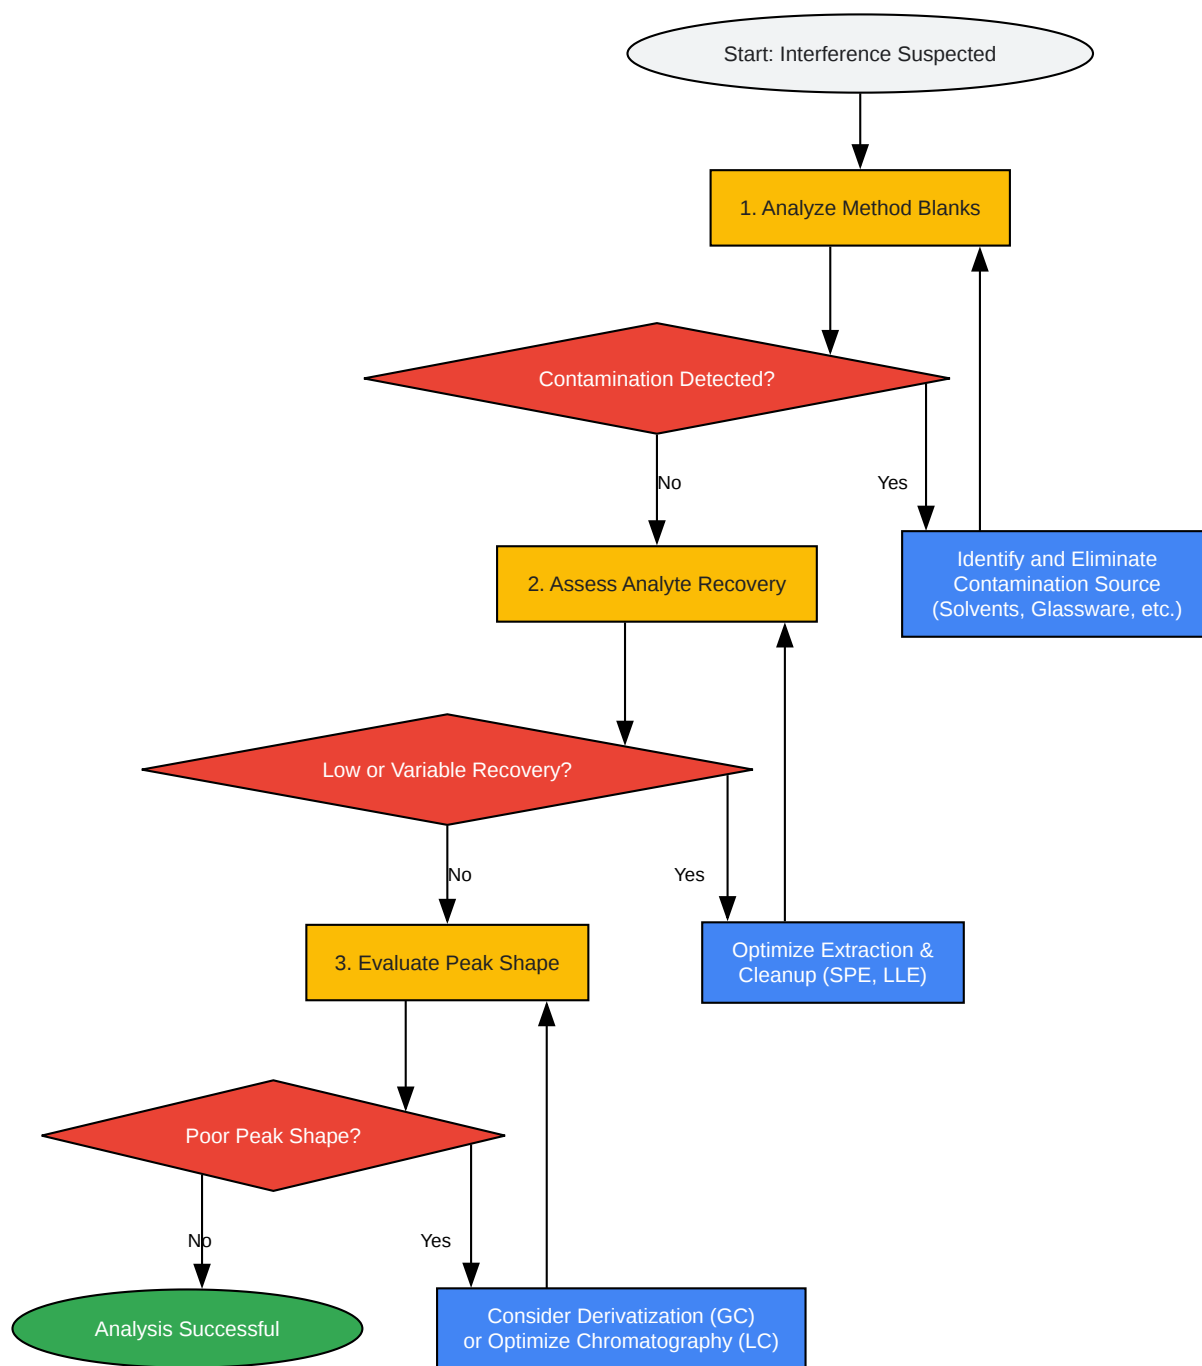 Start: Interference Suspected
1. Analyze Method Blanks
Contamination Detected?
No
Yes
Identify and Eliminate
Contamination Source
(Solvents, Glassware, etc.)
2. Assess Analyte Recovery
Low or Variable Recovery?
No
Yes
Optimize Extraction &
Cleanup (SPE, LLE)
3. Evaluate Peak Shape
Poor Peak Shape?
No
Yes
Analysis Successful
Consider Derivatization (GC)
or Optimize Chromatography (LC)